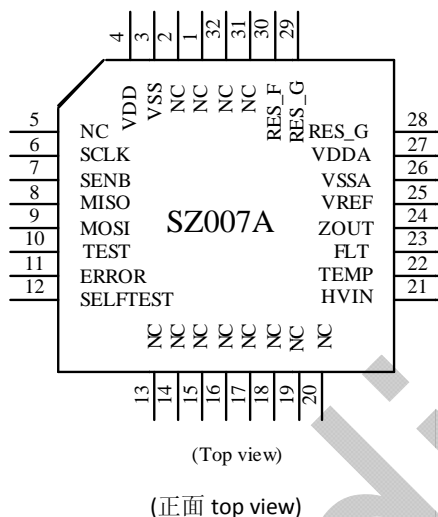 4 3 2 1 32 31 30 29
VDD VSS NC NC NC NC RES_F RES_G
5 NC RES_G 28
6 SCLK VDDA 27
7 SENB VSSA 26
8 MISO VREF 25
9 MOSI SZ007A ZOUT 24
10 TEST FLT 23
11 ERROR TEMP 22
12 SELFTEST HVIN 21
NC NC NC NC NC NC NC NC
13 14 15 16 17 18 19 20
(Top view)
(正面 top view)